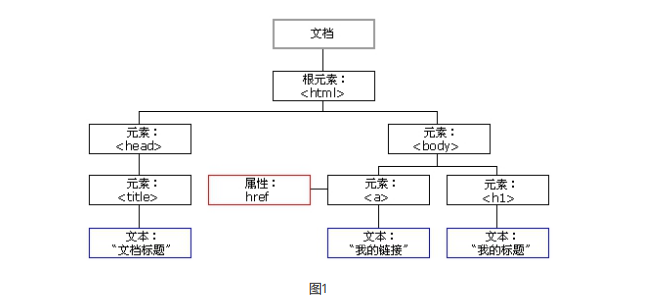 文档
根元素：
<html>
元素：
<head>
元素：
<body>
元素：
<title>
属性：
href
元素：
<a>
元素：
<h1>
文本：
“文档标题”
文本：
“我的链接”
文本：
“我的标题”
图1